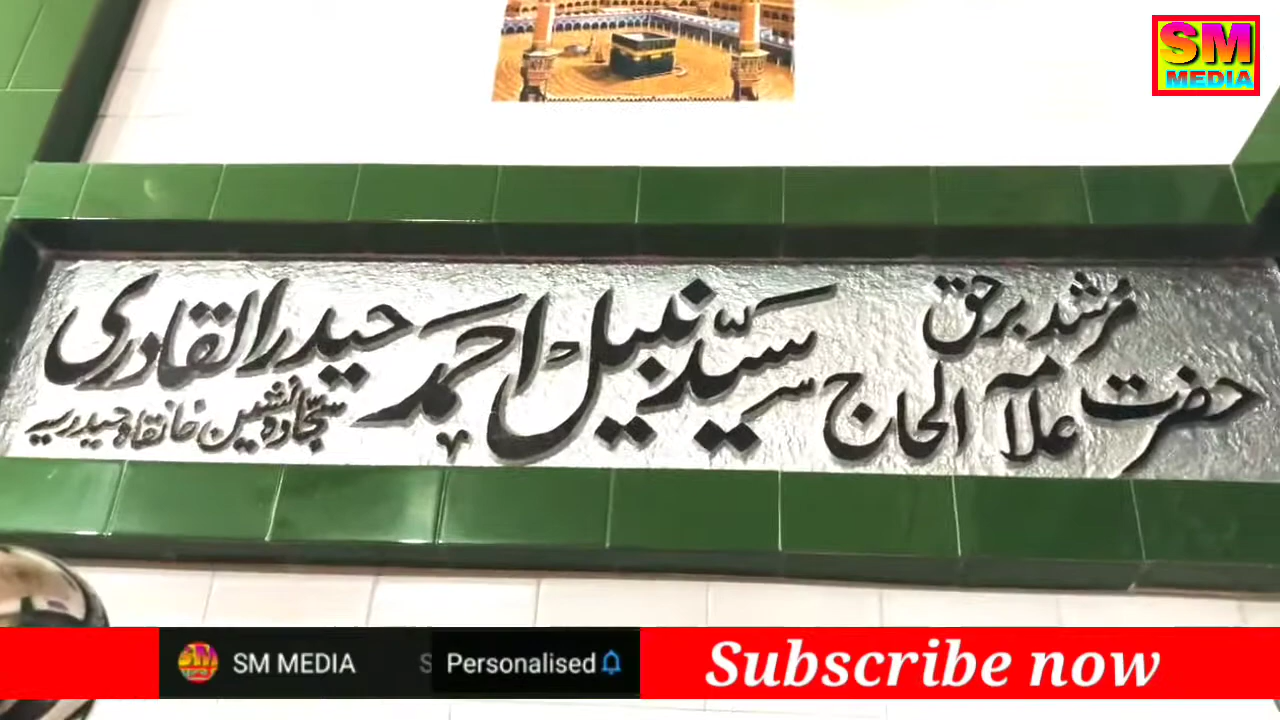 SM
MEDIA
مرشد برحق
حضرت علامہ الحاج سید نبیل احمد حیدر القادری
سجادہ نشین خانقاہ حیدریہ
SM MEDIA
S
Personalised
Subscribe now